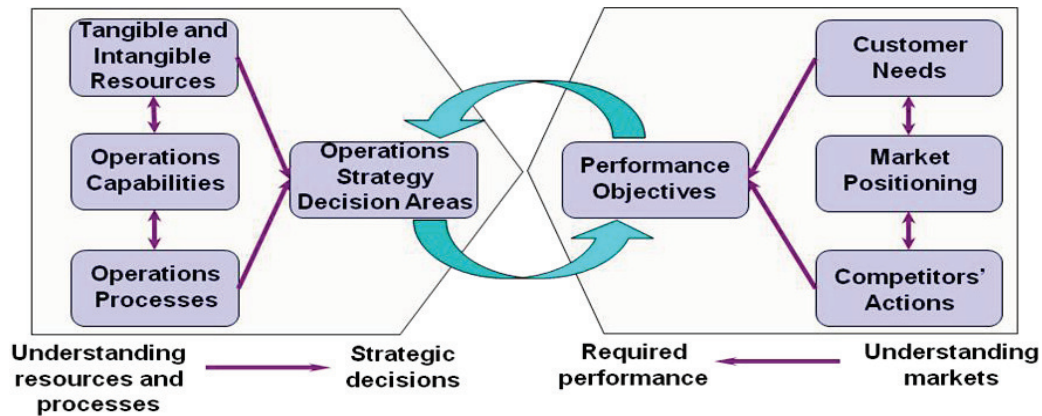 Tangible and
Intangible
Resources
Operations
Capabilities
Operations
Processes
Operations
Strategy
Decision Areas
Performance
Objectives
Customer
Needs
Market
Positioning
Competitors’
Actions
Understanding
resources and
processes
Strategic
decisions
Required
performance
Understanding
markets